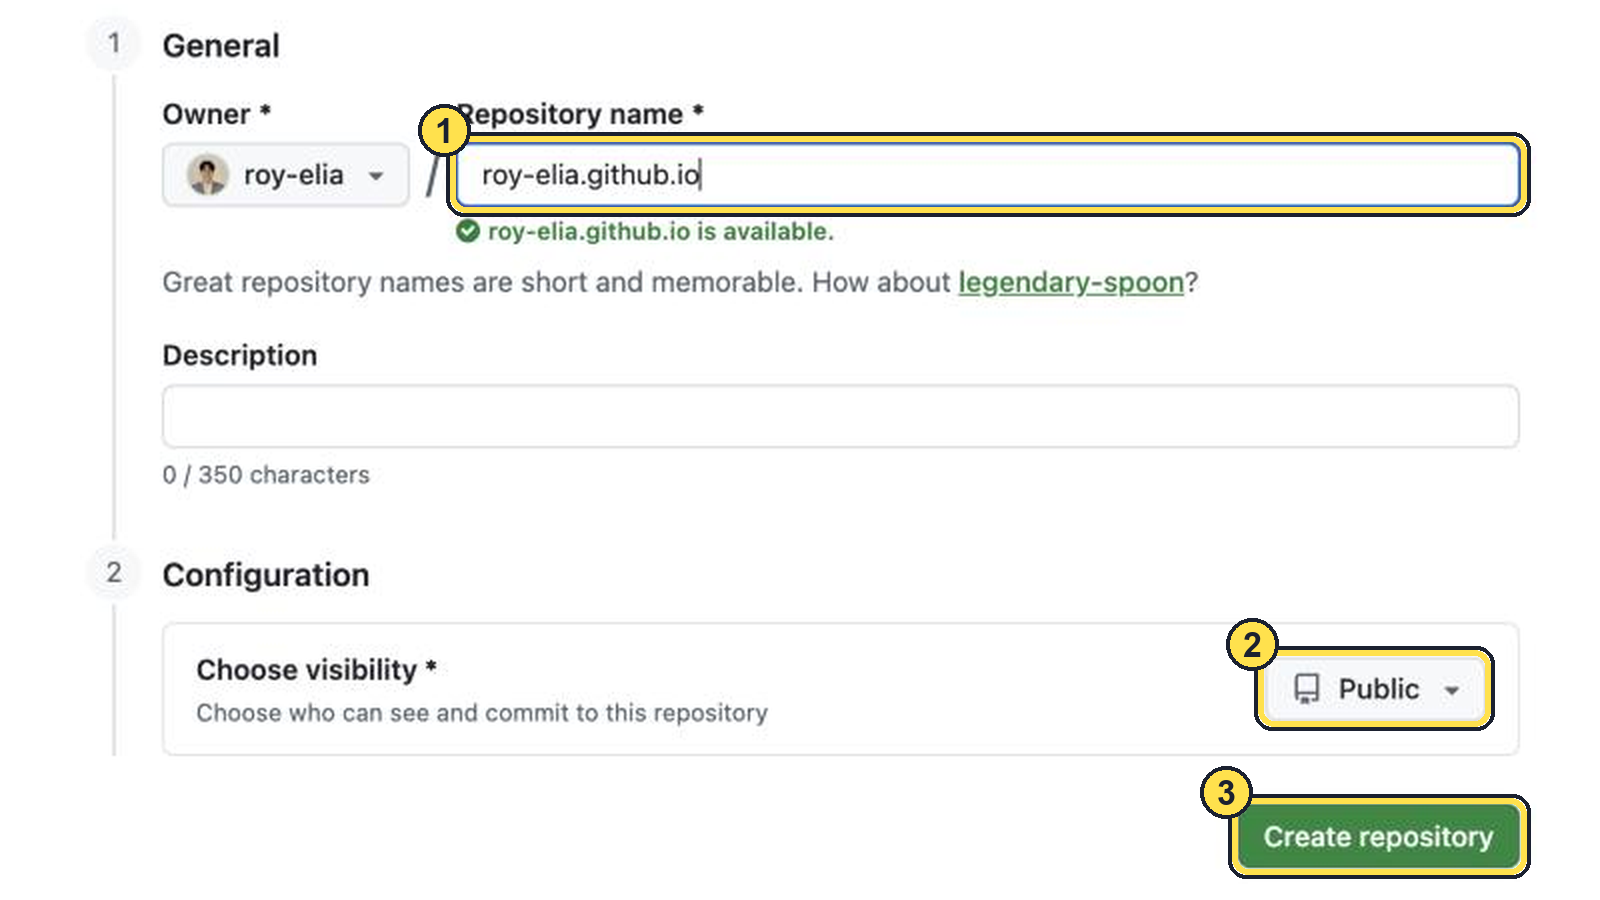 1 General
Owner * Repository name *
1
roy-elia / roy-elia.github.io
roy-elia.github.io is available.
Great repository names are short and memorable. How about legendary-spoon?
Description
0 / 350 characters
2 Configuration
2
Choose visibility *
Public
Choose who can see and commit to this repository
3
Create repository